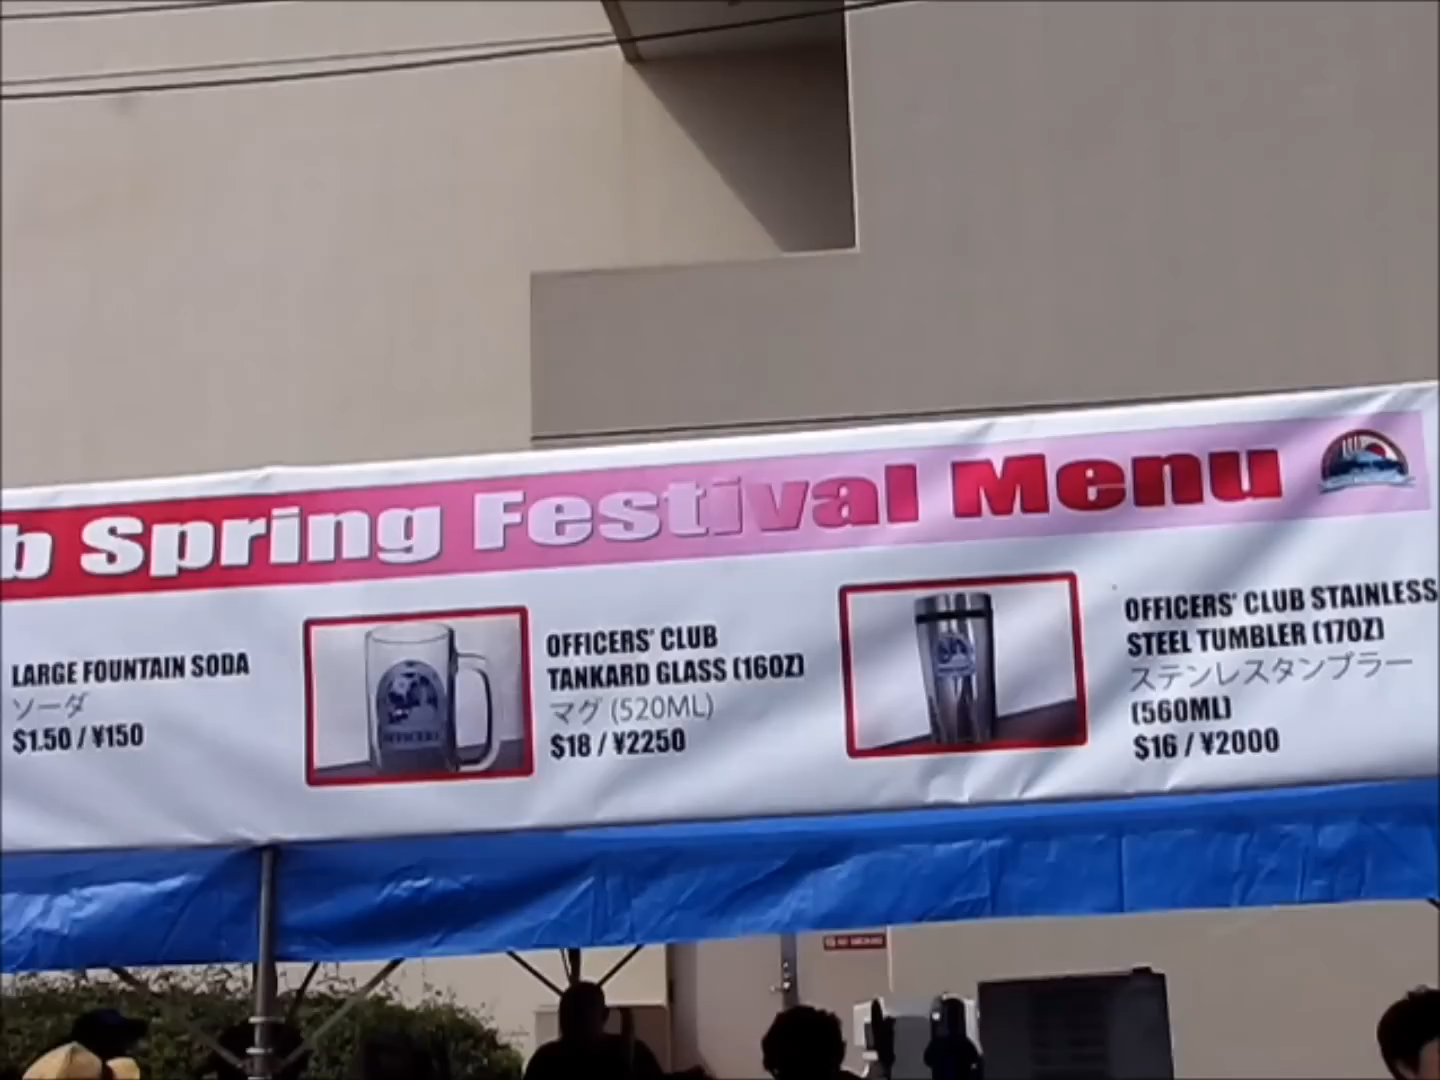 b Spring Festival Menu
LARGE FOUNTAIN SODA
ソーダ
$1.50 / ¥150
OFFICERS' CLUB
TANKARD GLASS (16OZ)
マグ (520ML)
$18 / ¥2250
OFFICERS' CLUB STAINLESS
STEEL TUMBLER (17OZ)
ステンレスタンブラー
(560ML)
$16 / ¥2000